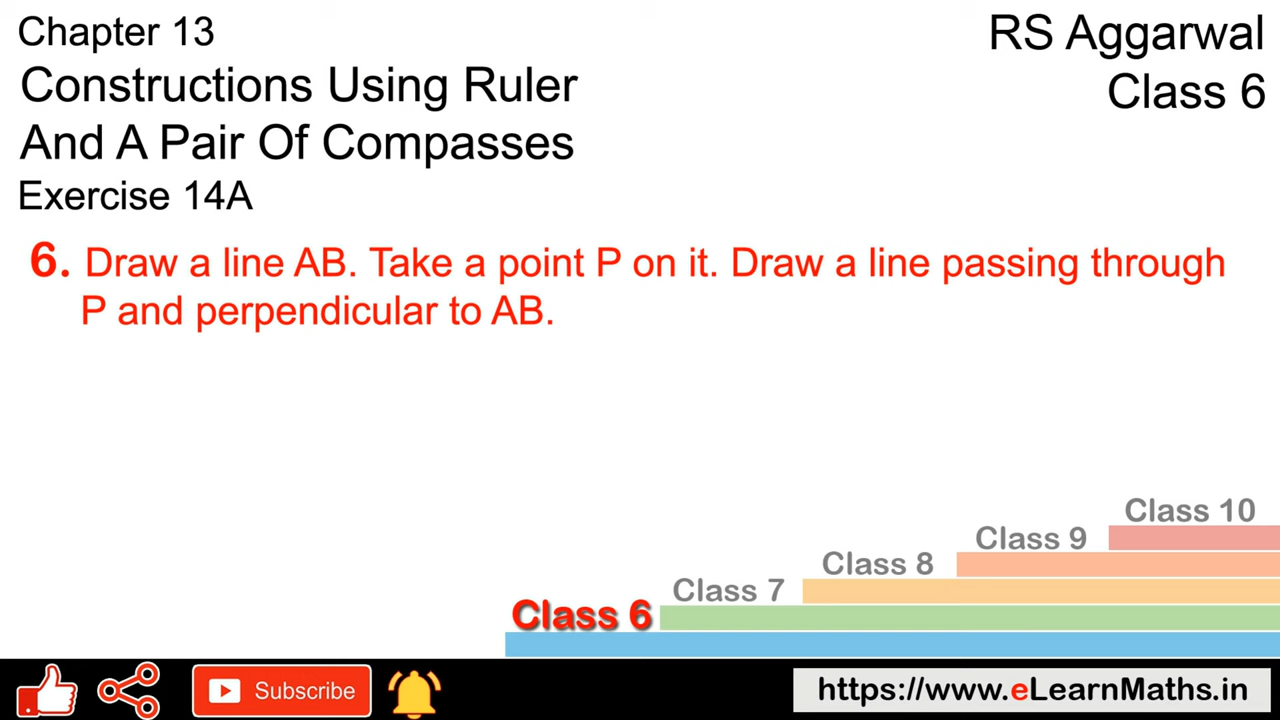 Chapter 13
Constructions Using Ruler
And A Pair Of Compasses
Exercise 14A
RS Aggarwal
Class 6
6. Draw a line AB. Take a point P on it. Draw a line passing through
P and perpendicular to AB.
Class 10
Class 9
Class 8
Class 7
Class 6
Subscribe
https://www.eLearnMaths.in